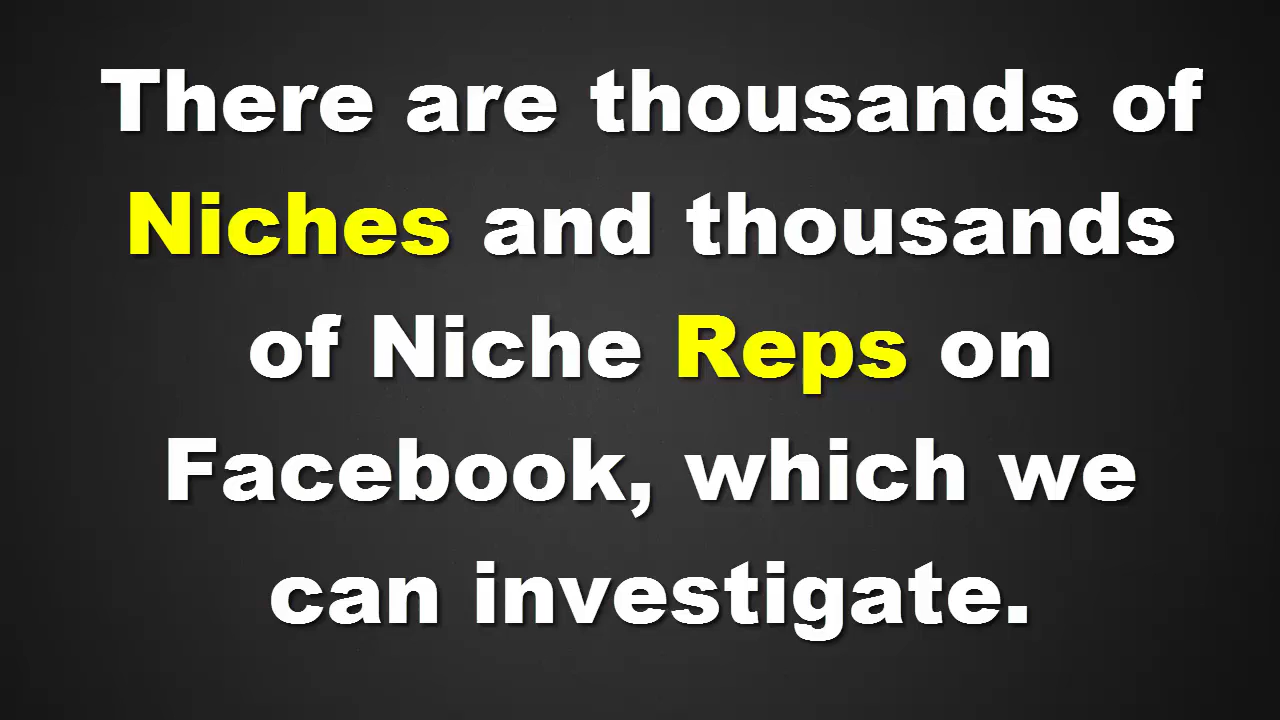 There are thousands of
Niches and thousands
of Niche Reps on
Facebook, which we
can investigate.